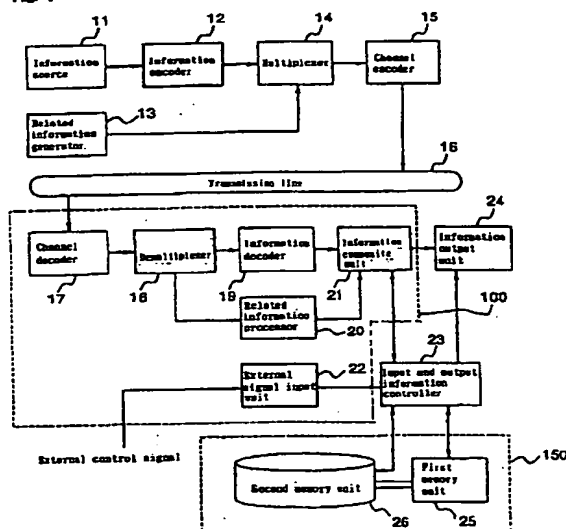 11
12
14
15
Information
source
Information
encoder
Multiplexer
Channel
encoder
13
Related
information
generator
16
Transmission line
24
Channel
decoder
Demultiplexer
Information
decoder
Information
composite
unit
Information
output
unit
17
18
19
21
100
Related
information
processor
20
23
22
External
signal input
unit
Input and output
information
controller
External control signal
150
Second memory unit
First
memory
unit
26
25